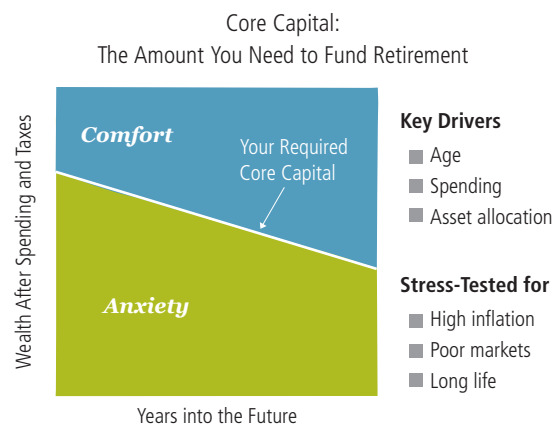 Core Capital:
The Amount You Need to Fund Retirement
Wealth After Spending and Taxes
Comfort
Your Required
Core Capital
Anxiety
Years into the Future
Key Drivers
Age
Spending
Asset allocation
Stress-Tested for
High inflation
Poor markets
Long life